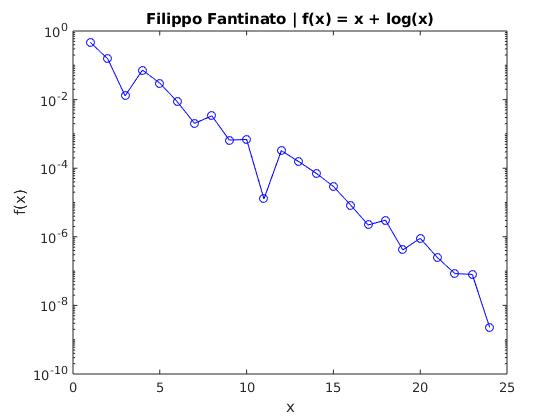 Filippo Fantinato | f(x) = x + log(x)
10^0
10^-2
10^-4
10^-6
10^-8
10^-10
f(x)
0 5 10 15 20 25
x